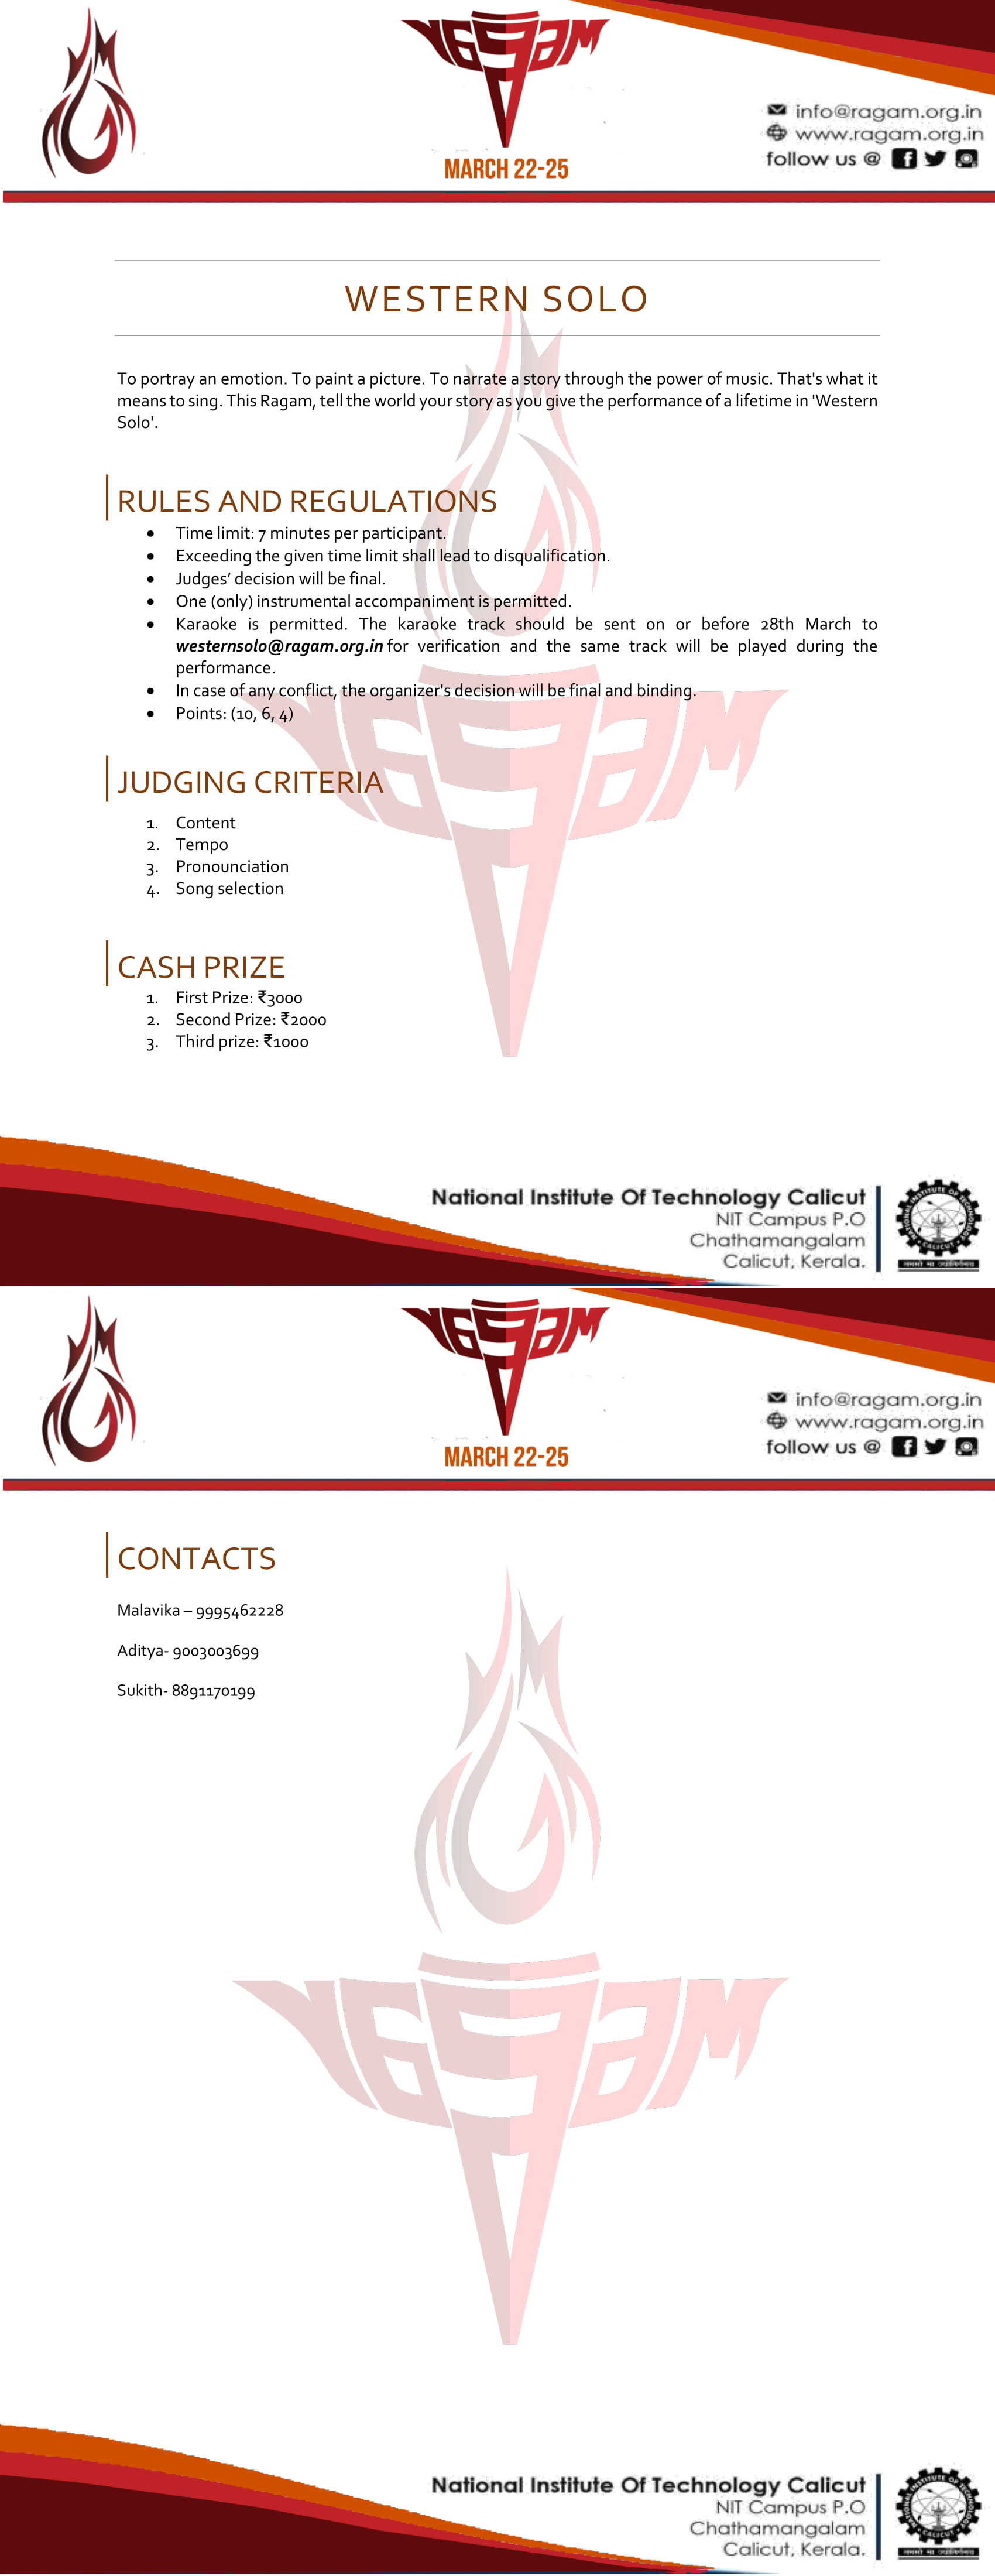 ragam
MARCH 22-25
info@ragam.org.in
www.ragam.org.in
follow us @
WESTERN SOLO
To portray an emotion. To paint a picture. To narrate a story through the power of music. That's what it
means to sing. This Ragam, tell the world your story as you give the performance of a lifetime in 'Western
Solo'.
RULES AND REGULATIONS
• Time limit: 7 minutes per participant.
• Exceeding the given time limit shall lead to disqualification.
• Judges’ decision will be final.
• One (only) instrumental accompaniment is permitted.
• Karaoke is permitted. The karaoke track should be sent on or before 28th March to
westernsolo@ragam.org.in for verification and the same track will be played during the
performance.
• In case of any conflict, the organizer's decision will be final and binding.
• Points: (10, 6, 4)
JUDGING CRITERIA
1. Content
2. Tempo
3. Pronounciation
4. Song selection
CASH PRIZE
1. First Prize: ₹3000
2. Second Prize: ₹2000
3. Third prize: ₹1000
National Institute Of Technology Calicut
NIT Campus P.O
Chathamangalam
Calicut, Kerala.
ragam
MARCH 22-25
info@ragam.org.in
www.ragam.org.in
follow us @
CONTACTS
Malavika – 9995462228
Aditya- 9003003699
Sukith- 8891170199
ragam
National Institute Of Technology Calicut
NIT Campus P.O
Chathamangalam
Calicut, Kerala.